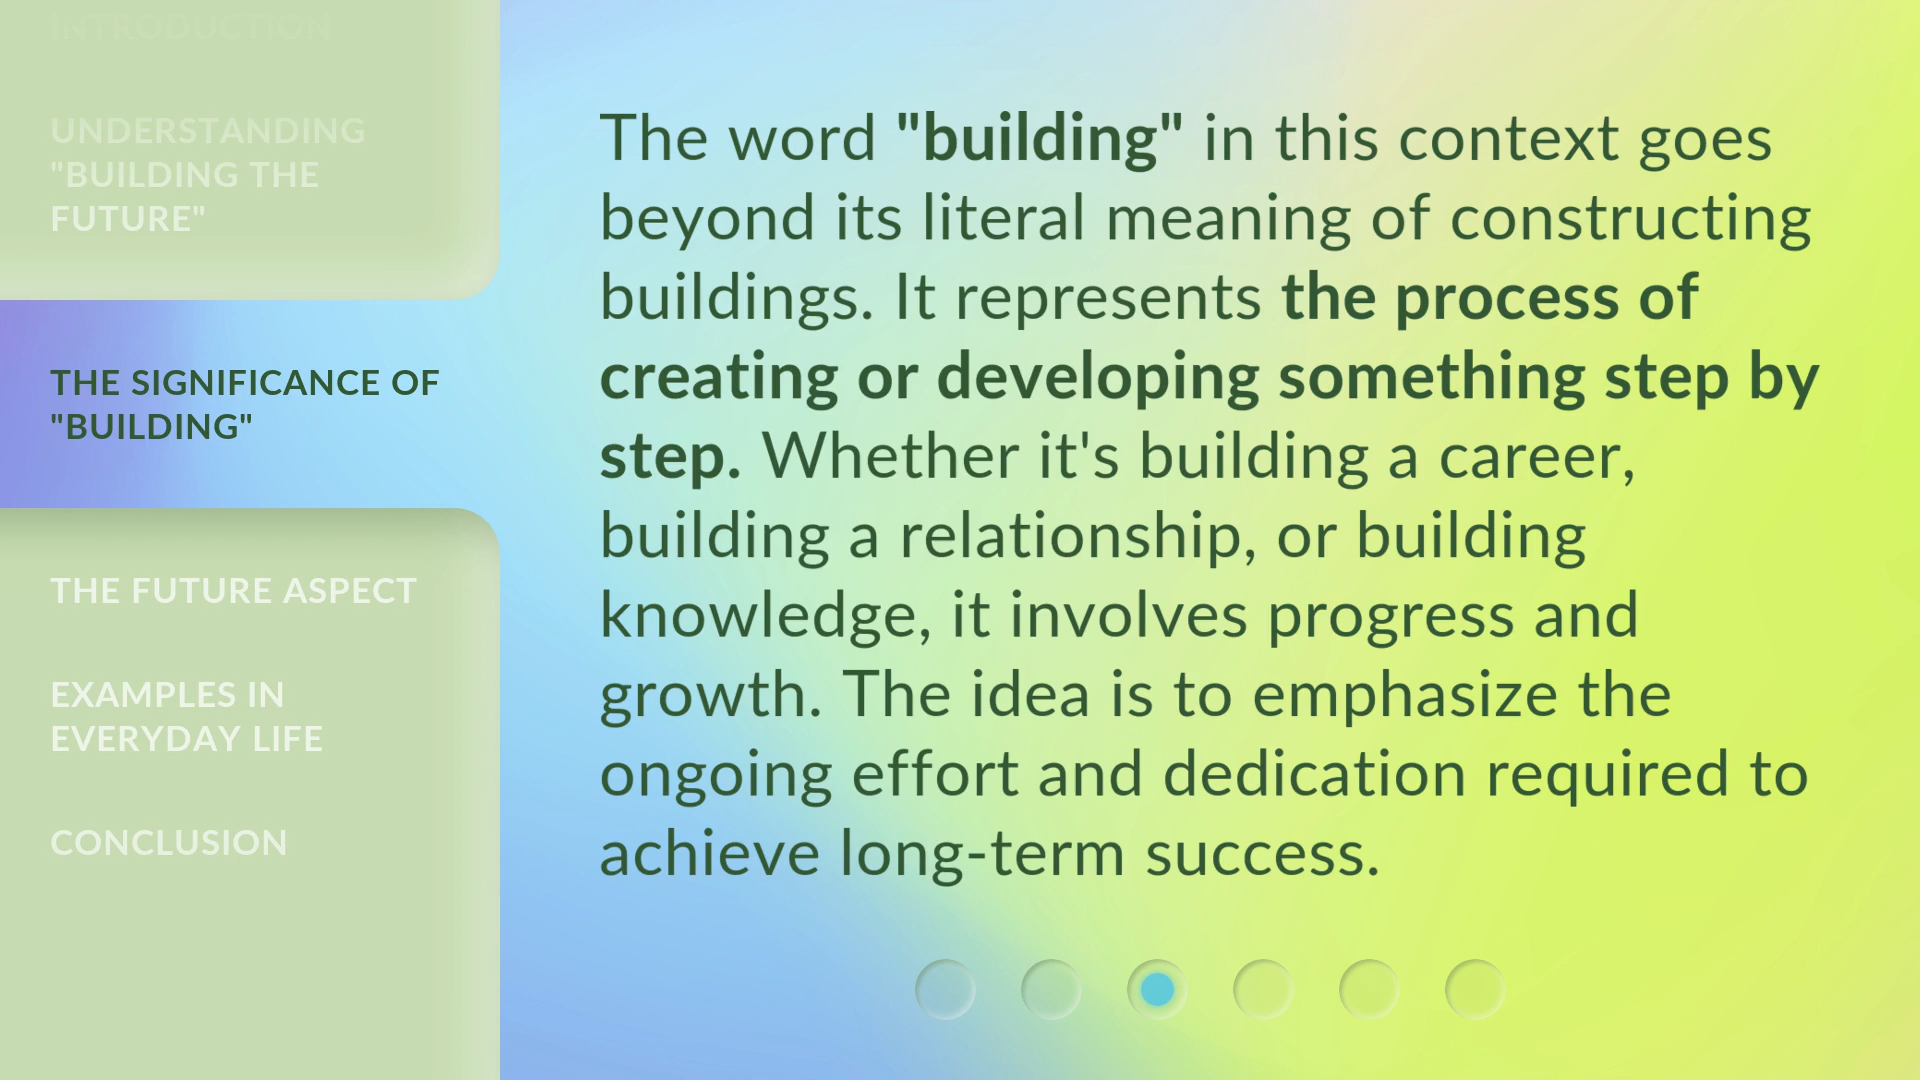 INTRODUCTION
UNDERSTANDING
"BUILDING THE
FUTURE"
THE SIGNIFICANCE OF
"BUILDING"
THE FUTURE ASPECT
EXAMPLES IN
EVERYDAY LIFE
CONCLUSION
The word "building" in this context goes
beyond its literal meaning of constructing
buildings. It represents the process of
creating or developing something step by
step. Whether it's building a career,
building a relationship, or building
knowledge, it involves progress and
growth. The idea is to emphasize the
ongoing effort and dedication required to
achieve long-term success.